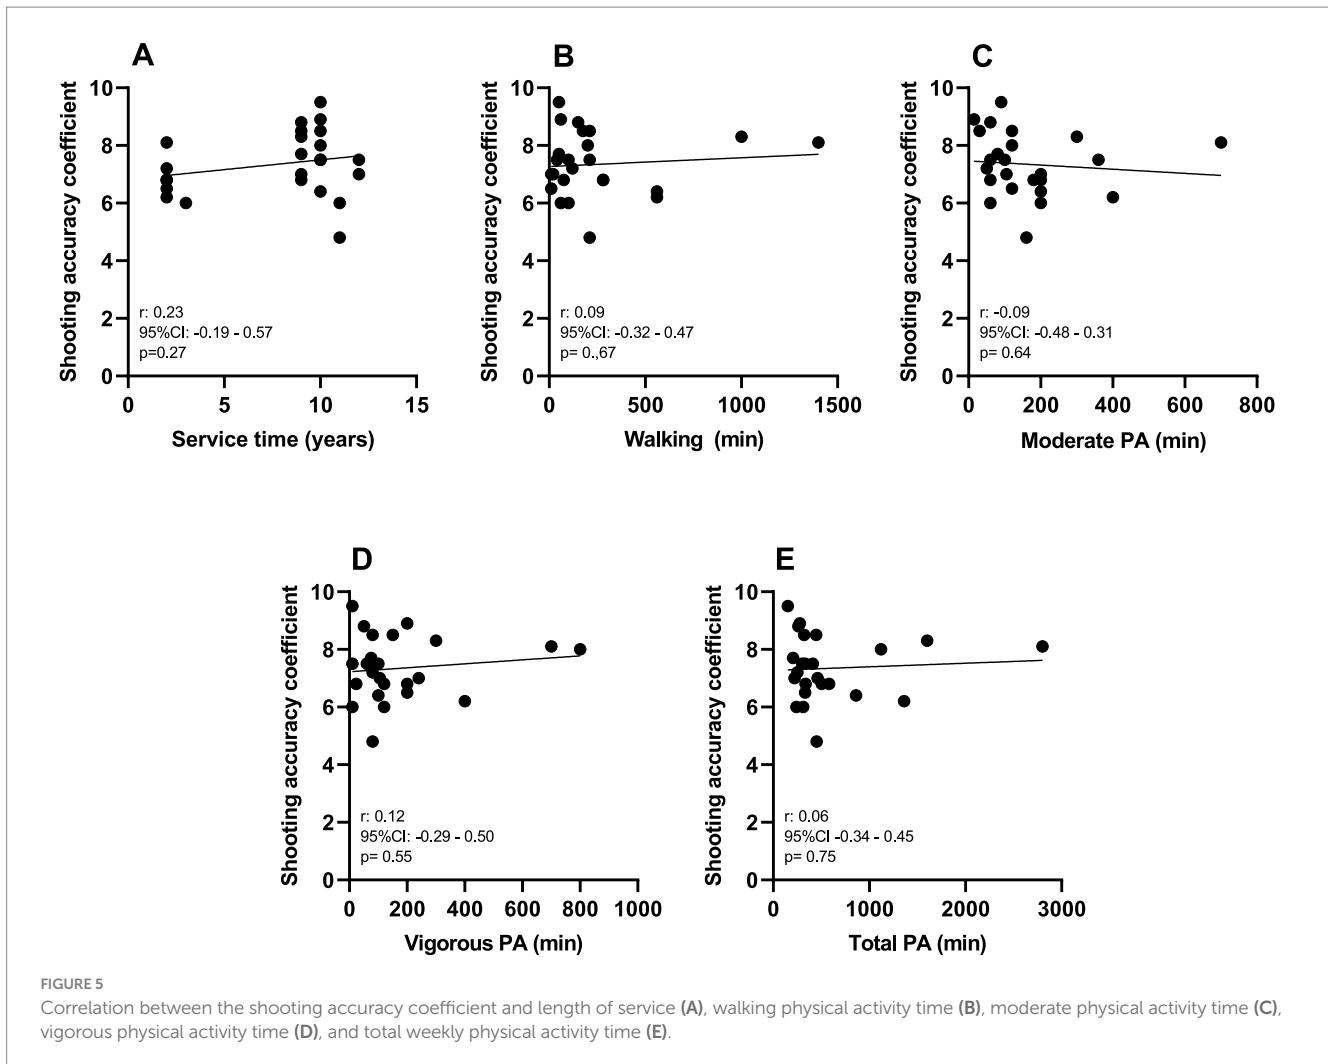 A
Shooting accuracy coefficient
10
8
6
4
2
0
r: 0.23
95%CI: -0.19 - 0.57
p=0.27
0 5 10 15
Service time (years)
B
Shooting accuracy coefficient
10
8
6
4
2
0
r: 0.09
95%CI: -0.32 - 0.47
p= 0.,67
0 500 1000 1500
Walking (min)
C
Shooting accuracy coefficient
10
8
6
4
2
0
r: -0.09
95%CI: -0.48 - 0.31
p= 0.64
0 200 400 600 800
Moderate PA (min)
D
Shooting accuracy coefficient
10
8
6
4
2
0
r: 0.12
95%CI: -0.29 - 0.50
p= 0.55
0 200 400 600 800 1000
Vigorous PA (min)
E
Shooting accuracy coefficient
10
8
6
4
2
0
r: 0.06
95%CI -0.34 - 0.45
p= 0.75
0 1000 2000 3000
Total PA (min)
FIGURE 5
Correlation between the shooting accuracy coefficient and length of service (A), walking physical activity time (B), moderate physical activity time (C),
vigorous physical activity time (D), and total weekly physical activity time (E).